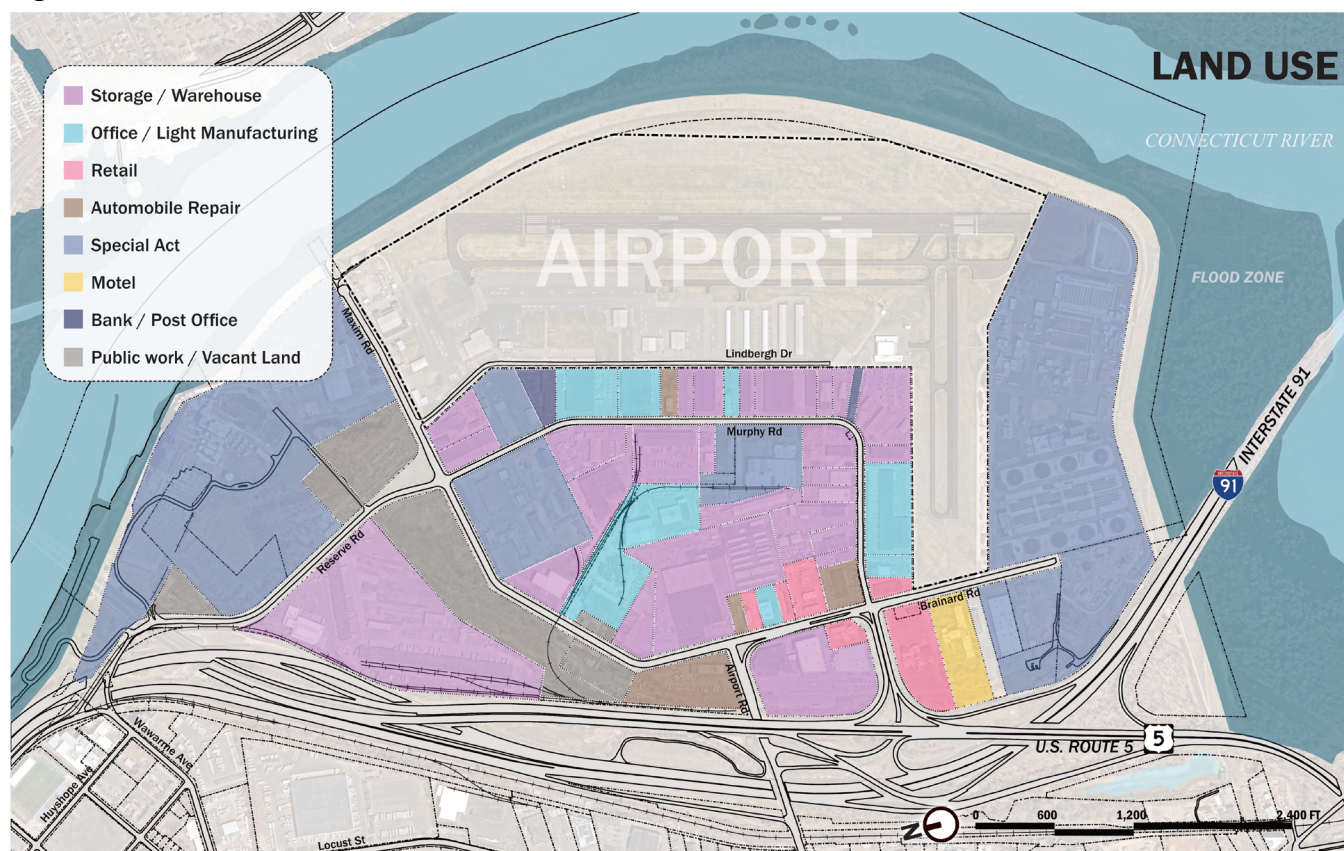 LAND USE
Storage / Warehouse
Office / Light Manufacturing
Retail
Automobile Repair
Special Act
Motel
Bank / Post Office
Public work / Vacant Land
CONNECTICUT RIVER
AIRPORT
FLOOD ZONE
Maxim Rd
Lindbergh Dr
Murphy Rd
INTERSTATE 91
INTERSTATE
91
Reserve Rd
Brainard Rd
Airport Rd
U.S. ROUTE 5
5
Wawarme Ave
Huyshope Ave
Locust St
N
0 600 1,200 2,400 FT